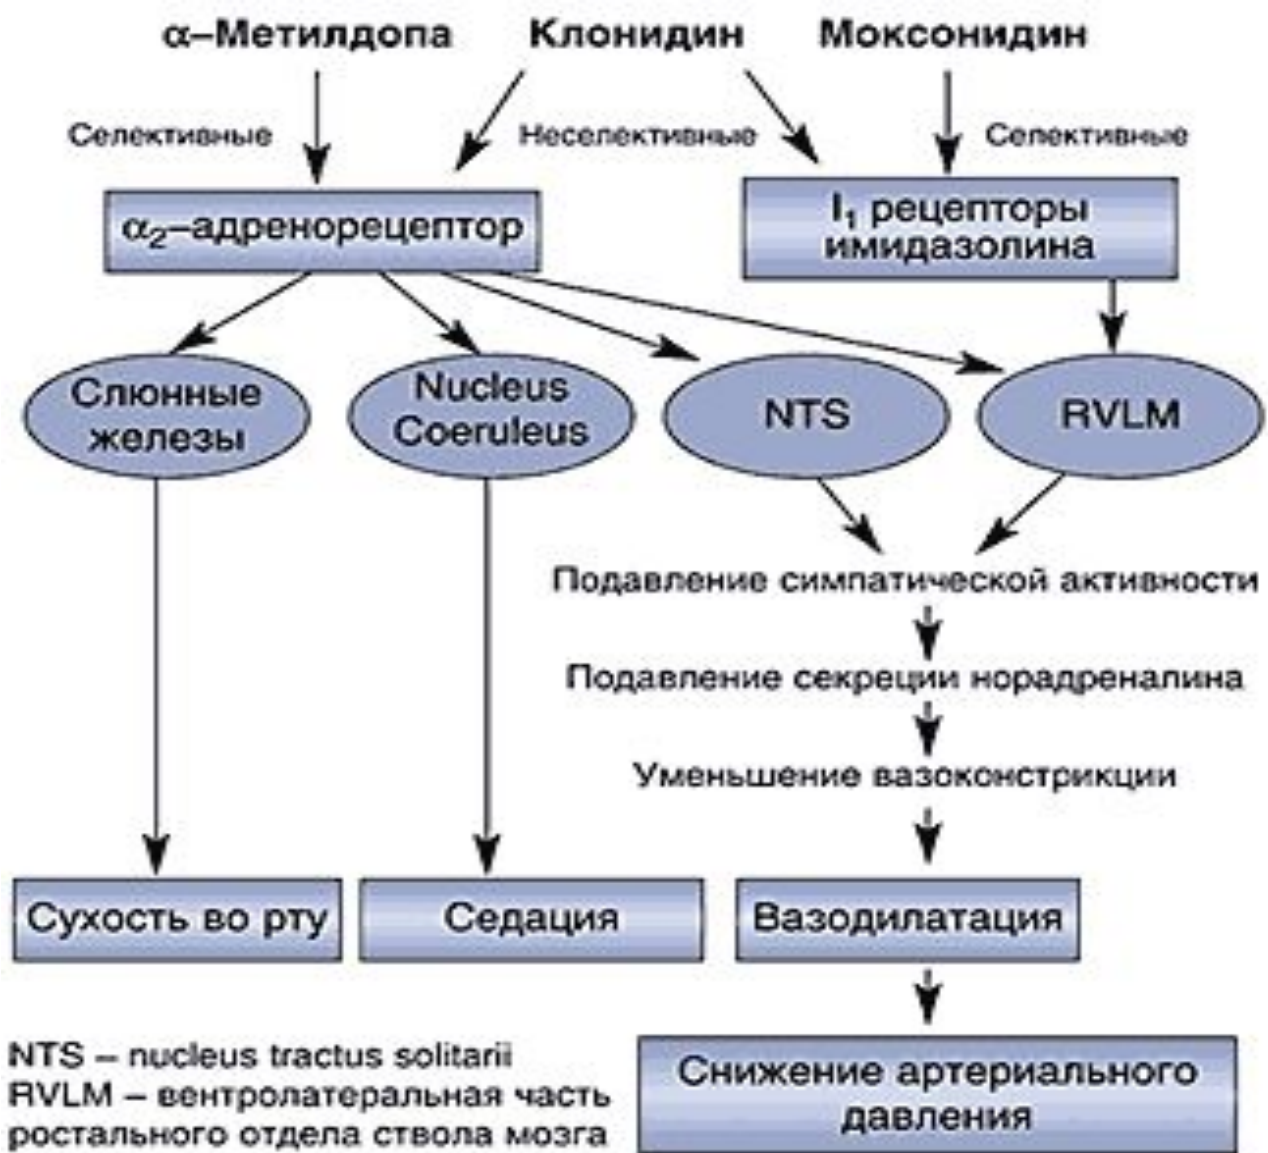 α–Метилдопа Клонидин Моксонидин
Селективные Неселективные Селективные
α2–адренорецептор
I1 рецепторы
имидазолина
Слюнные
железы
Nucleus
Coeruleus
NTS
RVLM
Подавление симпатической активности
Подавление секреции норадреналина
Уменьшение вазоконстрикции
Сухость во рту
Седация
Вазодилатация
NTS – nucleus tractus solitarii
RVLM – вентролатеральная часть
ростального отдела ствола мозга
Снижение артериального
давления